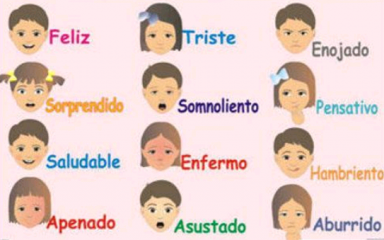 Feliz
Triste
Enojado
Sorprendido
Somnoliento
Pensativo
Saludable
Enfermo
Hambriento
Apenado
Asustado
Aburrido